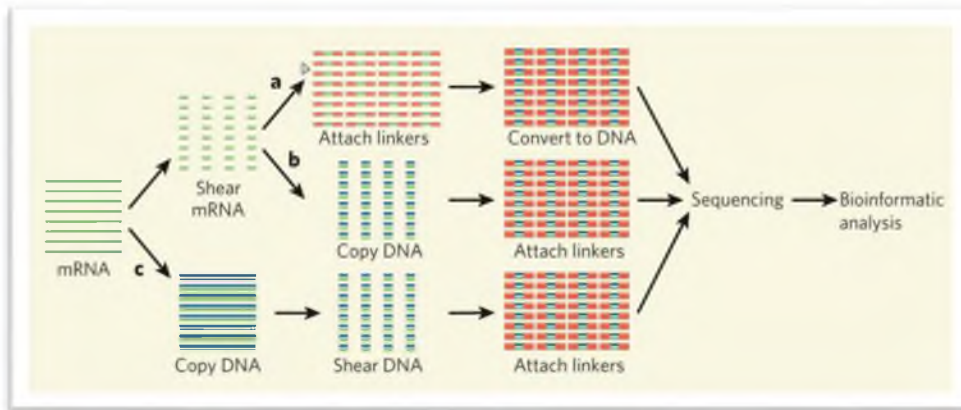 a
Attach linkers
Convert to DNA
Shear
mRNA
b
Copy DNA
Attach linkers
Sequencing
Bioinformatic
analysis
mRNA
c
Copy DNA
Shear DNA
Attach linkers